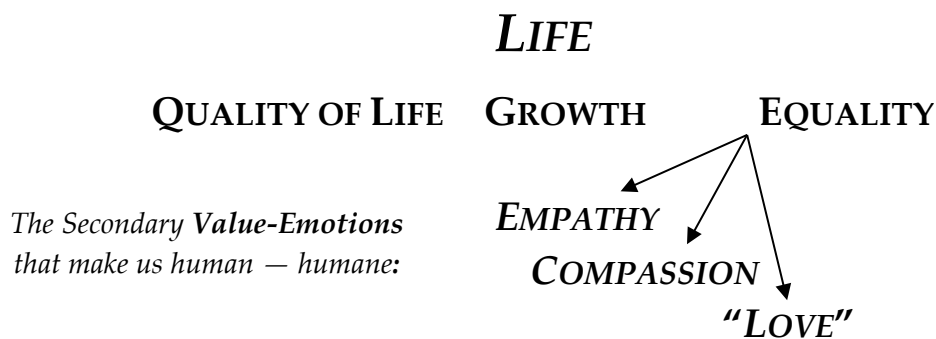 LIFE
QUALITY OF LIFE GROWTH EQUALITY
The Secondary Value-Emotions
that make us human — humane:
EMPATHY
COMPASSION
“LOVE”